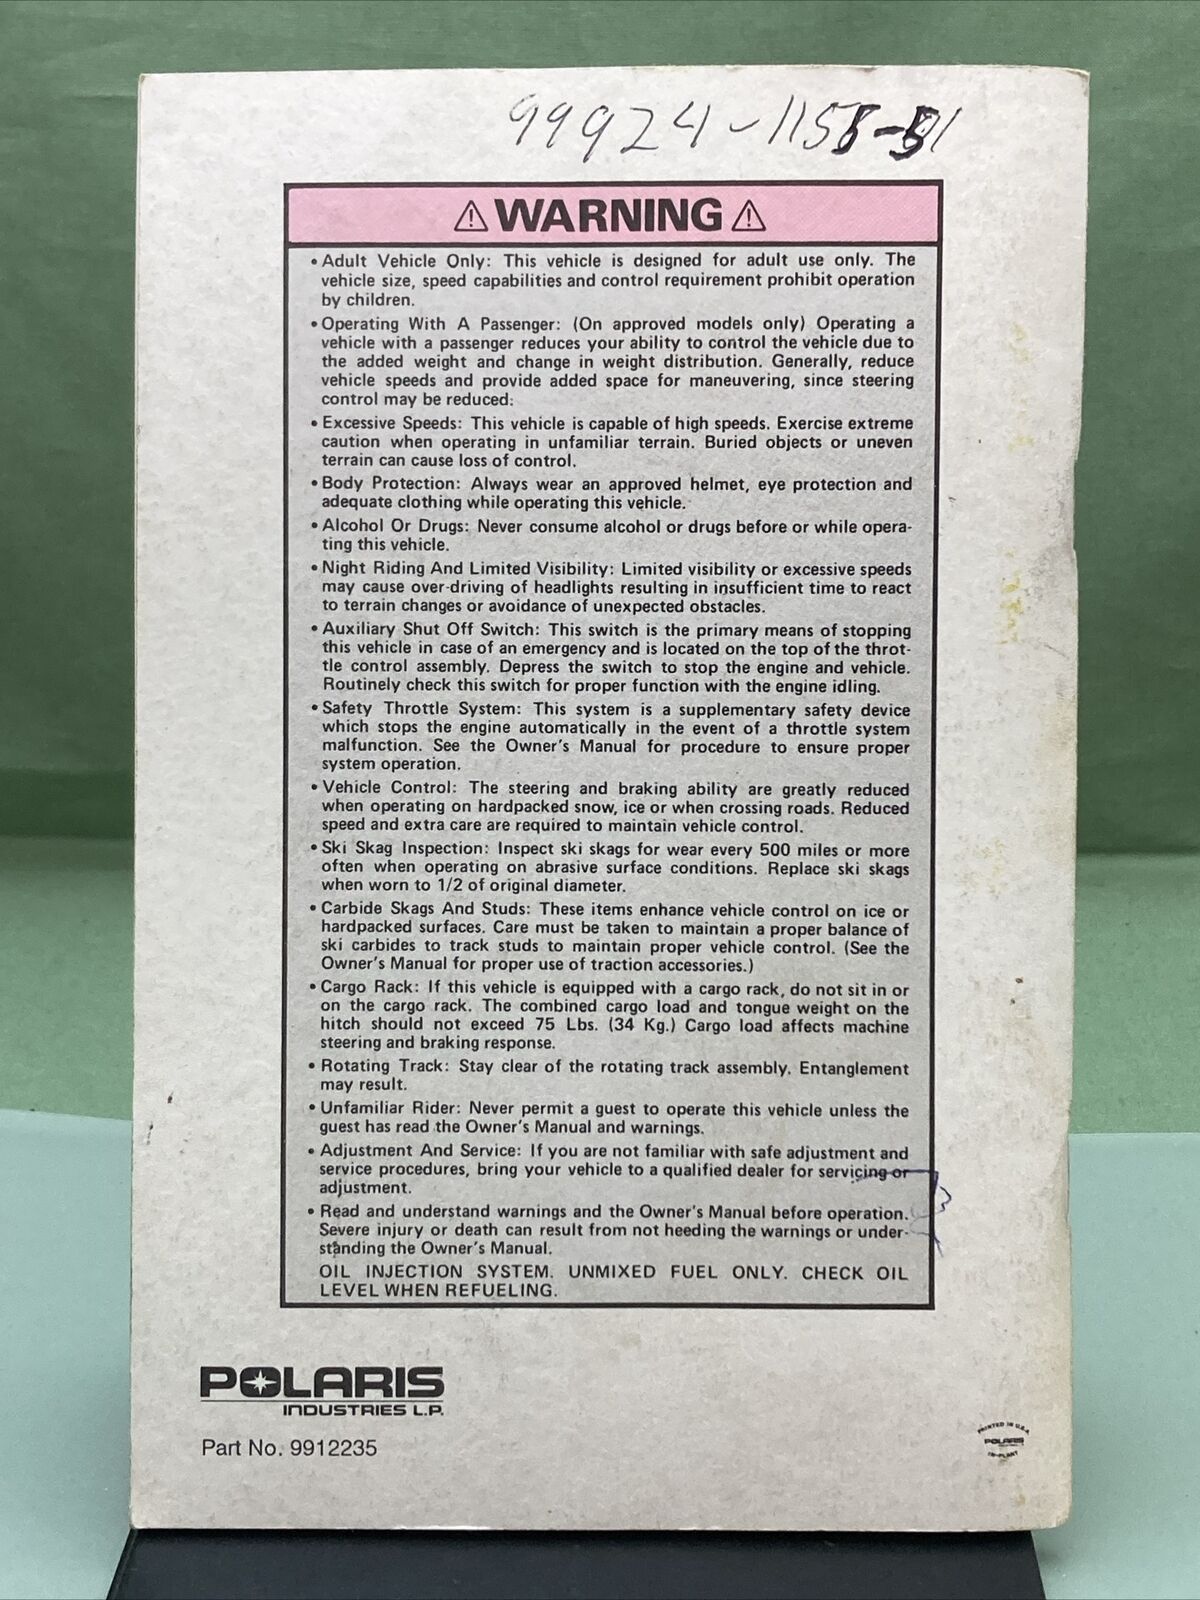 WARNING
• Adult Vehicle Only: This vehicle is designed for adult use only. The
vehicle size, speed capabilities and control requirement prohibit operation
by children.
• Operating With A Passenger: (On approved models only) Operating a
vehicle with a passenger reduces your ability to control the vehicle due to
the added weight and change in weight distribution. Generally, reduce
vehicle speeds and provide added space for maneuvering, since steering
control may be reduced:
• Excessive Speeds: This vehicle is capable of high speeds. Exercise extreme
caution when operating in unfamiliar terrain. Buried objects or uneven
terrain can cause loss of control.
• Body Protection: Always wear an approved helmet, eye protection and
adequate clothing while operating this vehicle.
• Alcohol Or Drugs: Never consume alcohol or drugs before or while opera-
ting this vehicle.
• Night Riding And Limited Visibility: Limited visibility or excessive speeds
may cause over-driving of headlights resulting in insufficient time to react
to terrain changes or avoidance of unexpected obstacles.
• Auxiliary Shut Off Switch: This switch is the primary means of stopping
this vehicle in case of an emergency and is located on the top of the throt-
tle control assembly. Depress the switch to stop the engine and vehicle.
Routinely check this switch for proper function with the engine idling.
• Safety Throttle System: This system is a supplementary safety device
which stops the engine automatically in the event of a throttle system
malfunction. See the Owner's Manual for procedure to ensure proper
system operation.
• Vehicle Control: The steering and braking ability are greatly reduced
when operating on hardpacked snow, ice or when crossing roads. Reduced
speed and extra care are required to maintain vehicle control.
• Ski Skag Inspection: Inspect ski skags for wear every 500 miles or more
often when operating on abrasive surface conditions. Replace ski skags
when worn to 1/2 of original diameter.
• Carbide Skags And Studs: These items enhance vehicle control on ice or
hardpacked surfaces. Care must be taken to maintain a proper balance of
ski carbides to track studs to maintain proper vehicle control. (See the
Owner's Manual for proper use of traction accessories.)
• Cargo Rack: If this vehicle is equipped with a cargo rack, do not sit in or
on the cargo rack. The combined cargo load and tongue weight on the
hitch should not exceed 75 Lbs. (34 Kg.) Cargo load affects machine
steering and braking response.
• Rotating Track: Stay clear of the rotating track assembly. Entanglement
may result.
• Unfamiliar Rider: Never permit a guest to operate this vehicle unless the
guest has read the Owner's Manual and warnings.
• Adjustment And Service: If you are not familiar with safe adjustment and
service procedures, bring your vehicle to a qualified dealer for servicing or
adjustment.
• Read and understand warnings and the Owner's Manual before operation.
Severe injury or death can result from not heeding the warnings or under-
standing the Owner's Manual.
OIL INJECTION SYSTEM. UNMIXED FUEL ONLY. CHECK OIL
LEVEL WHEN REFUELING.
POLARIS
INDUSTRIES L.P.
Part No. 9912235
PRINTED IN U.S.A.
POLARIS
IN-PLANT